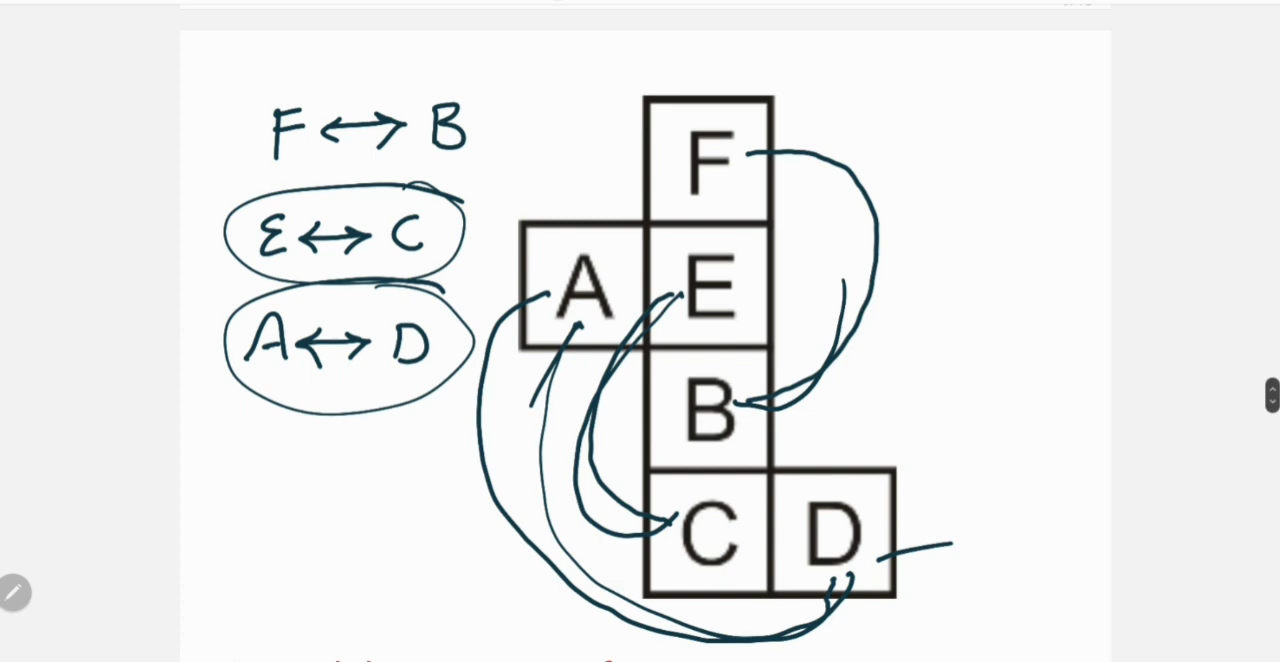 F ↔ B
E ↔ C
A ↔ D
F
A E
B
C D